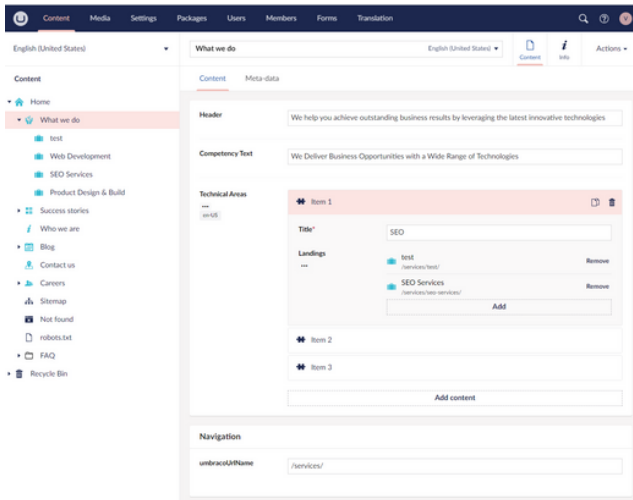 Content Media Settings Packages Users Members Forms Translation
English (United States)
What we do English (United States) Content Info Actions
Content
Content Meta-data
Home
What we do
test
Web Development
SEO Services
Product Design & Build
Success stories
Who we are
Blog
Contact us
Careers
Sitemap
Not found
robots.txt
FAQ
Recycle Bin
Header
We help you achieve outstanding business results by leveraging the latest innovative technologies
Competency Text
We Deliver Business Opportunities with a Wide Range of Technologies
Technical Areas
en-US
Item 1
Title*
SEO
Landings
test
/services/test/
Remove
SEO Services
/services/seo-services/
Remove
Add
Item 2
Item 3
Add content
Navigation
umbracoUrlName
/services/